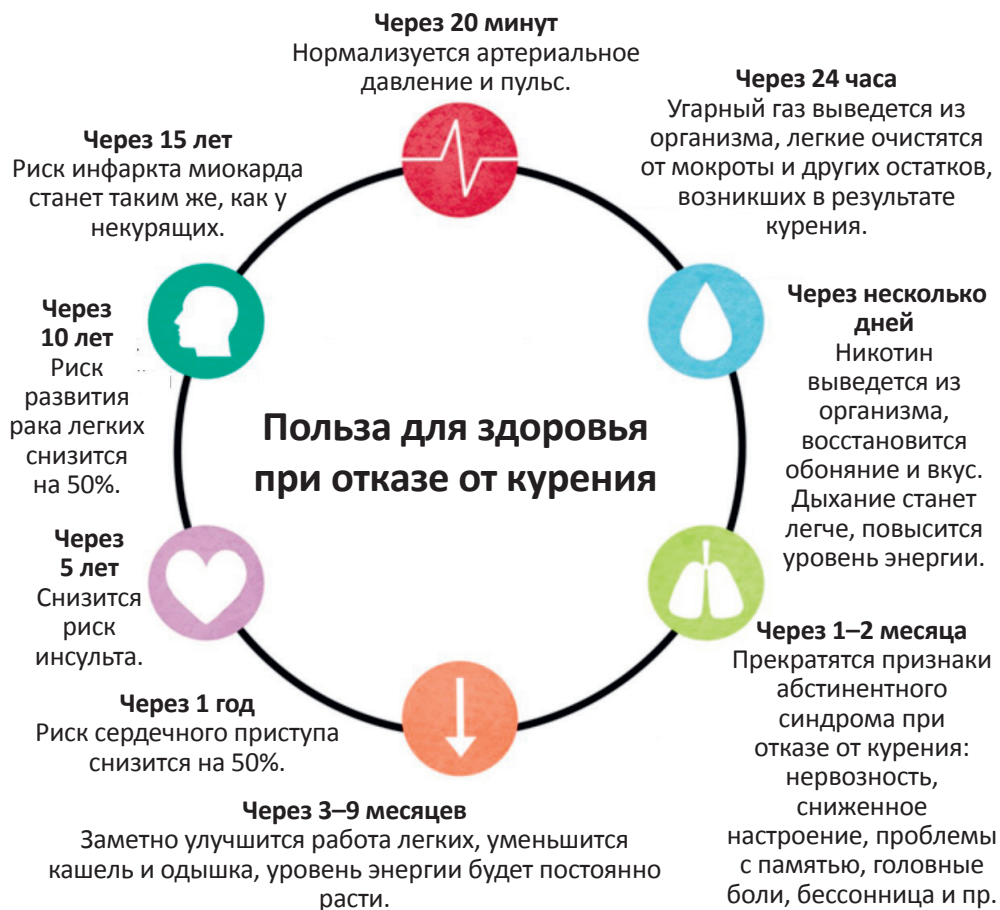 Через 20 минут
Нормализуется артериальное
давление и пульс.
Через 24 часа
Угарный газ выведется из
организма, легкие очистятся
от мокроты и других остатков,
возникших в результате
курения.
Через несколько
дней
Никотин
выведется из
организма,
восстановится
обоняние и вкус.
Дыхание станет
легче, повысится
уровень энергии.
Через 1–2 месяца
Прекратятся признаки
абстинентного
синдрома при
отказе от курения:
нервозность,
сниженное
настроение, проблемы
с памятью, головные
боли, бессонница и пр.
Через 3–9 месяцев
Заметно улучшится работа легких, уменьшится
кашель и одышка, уровень энергии будет постоянно
расти.
Через 1 год
Риск сердечного приступа
снизится на 50%.
Через
5 лет
Снизится
риск
инсульта.
Через
10 лет
Риск
развития
рака легких
снизится
на 50%.
Через 15 лет
Риск инфаркта миокарда
станет таким же, как у
некурящих.
Польза для здоровья
при отказе от курения